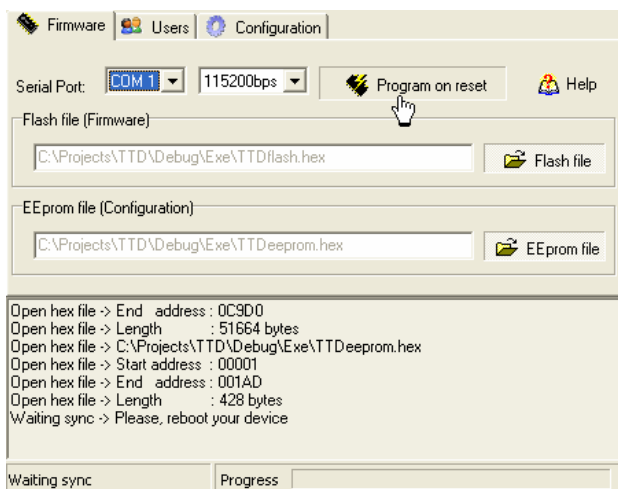 Firmware Users Configuration
Serial Port: COM 1 115200bps Program on reset Help
Flash file (Firmware)
C:\Projects\TTD\Debug\Exe\TTDflash.hex Flash file
EEprom file (Configuration)
C:\Projects\TTD\Debug\Exe\TTDeeprom.hex EEprom file
Open hex file -> End address : 0C9D0
Open hex file -> Length : 51664 bytes
Open hex file -> C:\Projects\TTD\Debug\Exe\TTDeeprom.hex
Open hex file -> Start address : 00001
Open hex file -> End address : 001AD
Open hex file -> Length : 428 bytes
Waiting sync -> Please, reboot your device
Waiting sync Progress